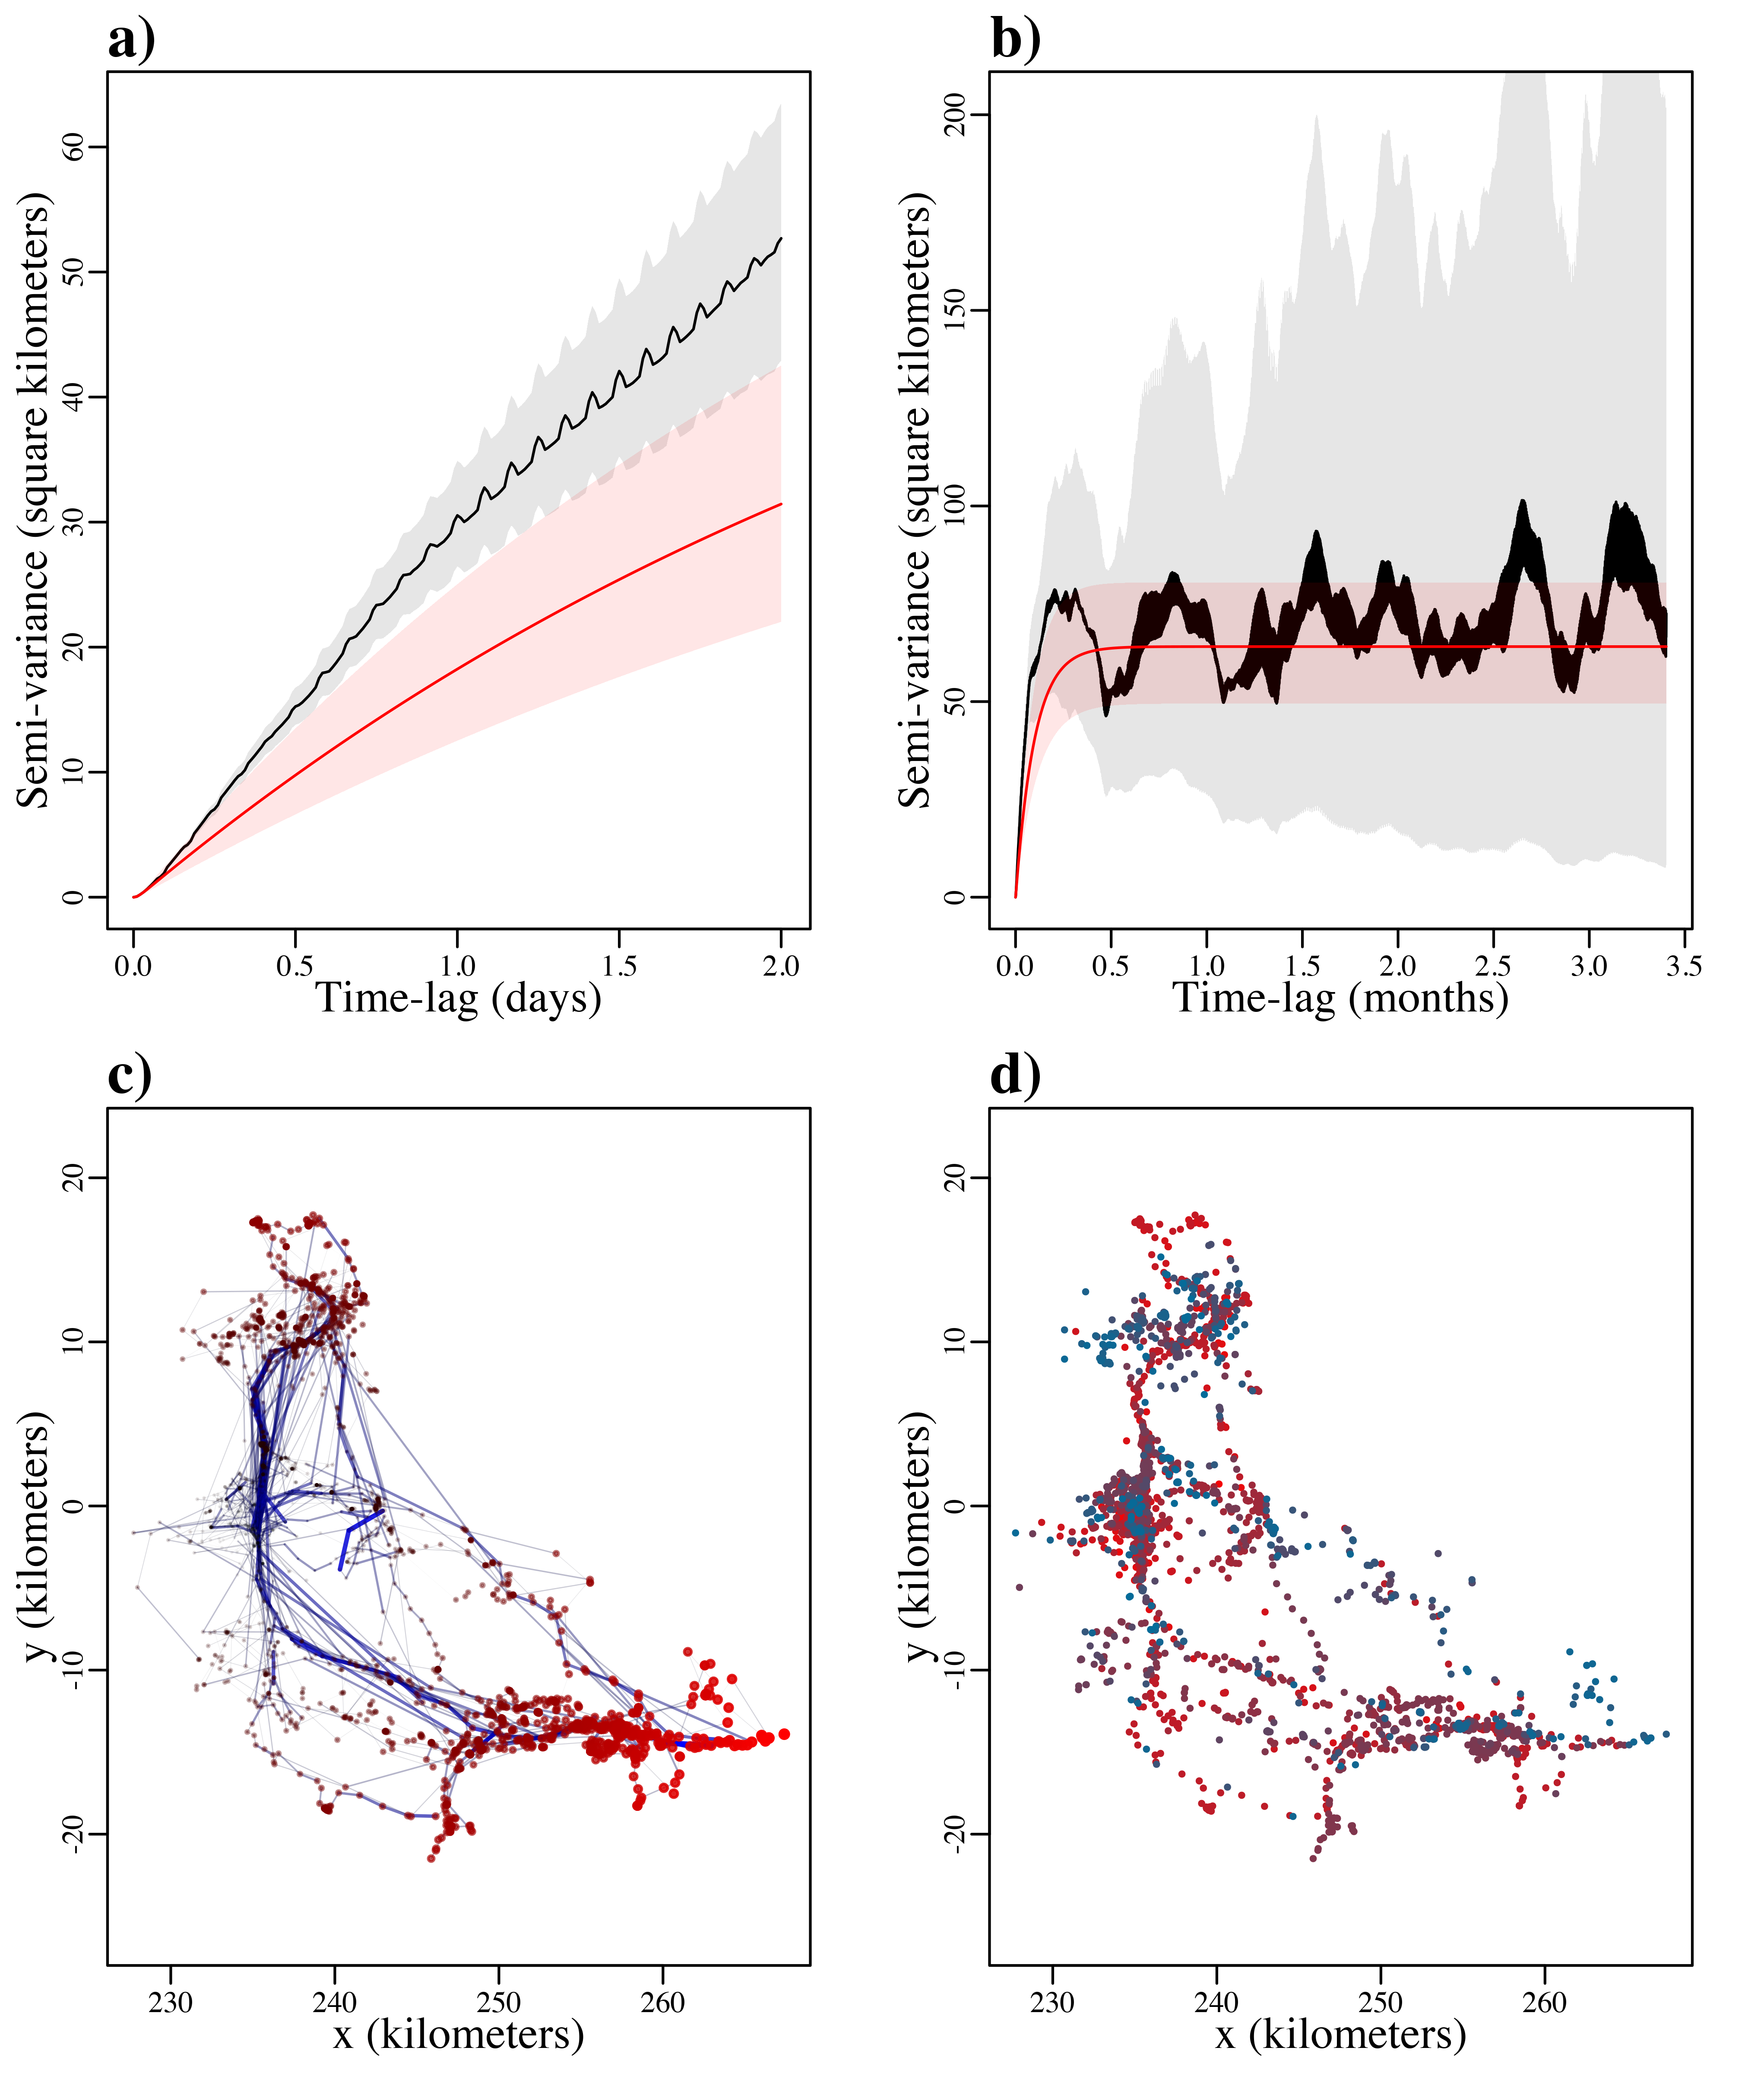 a)
Semi-variance (square kilometers)
60
50
40
30
20
10
0
0.0 0.5 1.0 1.5 2.0
Time-lag (days)
b)
Semi-variance (square kilometers)
200
150
100
50
0
0.0 0.5 1.0 1.5 2.0 2.5 3.0 3.5
Time-lag (months)
c)
y (kilometers)
20
10
0
-10
-20
230 240 250 260
x (kilometers)
d)
y (kilometers)
20
10
0
-10
-20
230 240 250 260
x (kilometers)